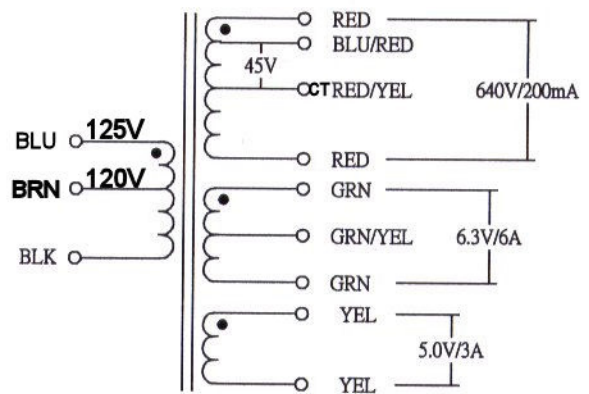 RED
BLU/RED
45V
CT RED/YEL
640V/200mA
RED
BLU 125V
BRN 120V
BLK
GRN
GRN/YEL
6.3V/6A
GRN
YEL
5.0V/3A
YEL